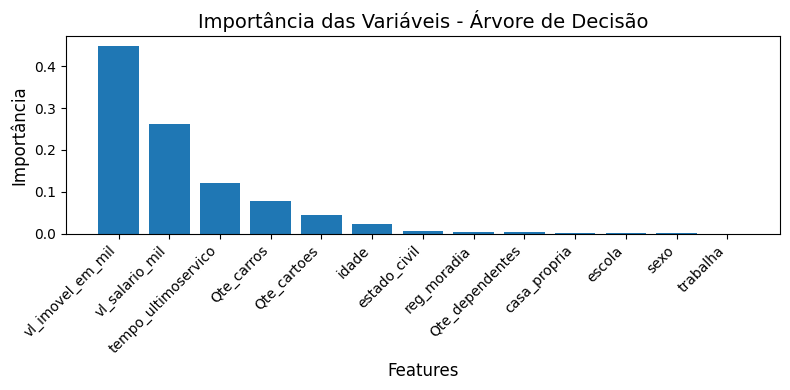 Importância das Variáveis - Árvore de Decisão
Importância
0.4
0.3
0.2
0.1
0.0
vl_imovel_em_mil
vl_salario_mil
tempo_ultimoservico
Qte_carros
Qte_cartoes
idade
estado_civil
reg_moradia
Qte_dependentes
casa_propria
escola
sexo
trabalha
Features